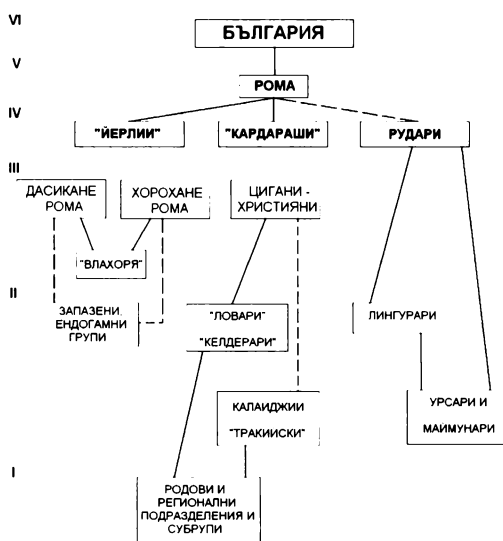 VI
БЪЛГАРИЯ
V
РОМА
IV
"ЙЕРЛИИ"
"КАРДАРАШИ"
РУДАРИ
III
ДАСИКАНЕ
РОМА
ХОРОХАНЕ
РОМА
ЦИГАНИ -
ХРИСТИЯНИ
"ВЛАХОРЯ"
II
ЗАПАЗЕНИ.
ЕНДОГАМНИ
ГРУПИ
"ЛОВАРИ"
"КЕЛДЕРАРИ"
ЛИНГУРАРИ
КАЛАИДЖИИ
"ТРАКИИСКИ"
УРСАРИ И
МАЙМУНАРИ
I
РОДОВИ И
РЕГИОНАЛНИ
ПОДРАЗДЕЛЕНИЯ И
СУБРУПИ